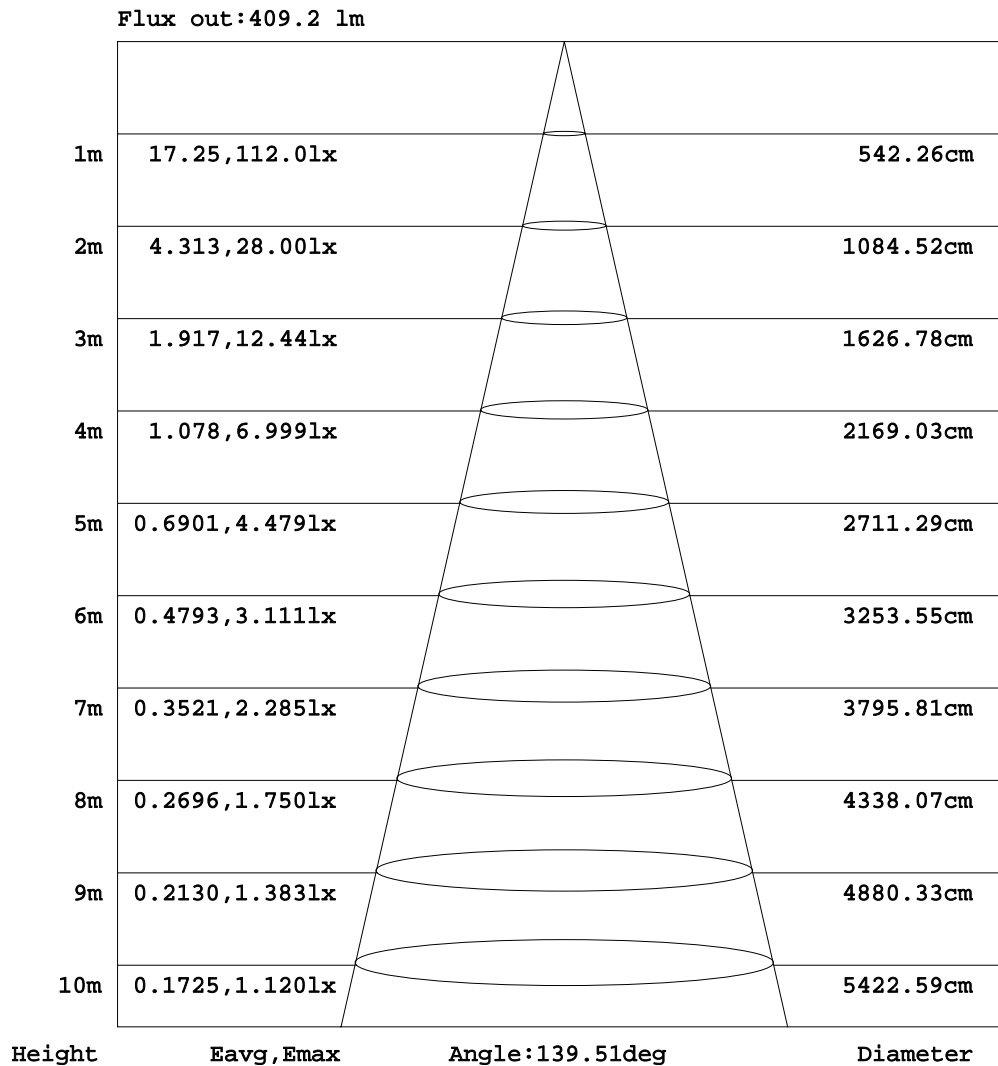 Flux out:409.2 lm
1m 17.25,112.0lx 542.26cm
2m 4.313,28.00lx 1084.52cm
3m 1.917,12.44lx 1626.78cm
4m 1.078,6.999lx 2169.03cm
5m 0.6901,4.479lx 2711.29cm
6m 0.4793,3.111lx 3253.55cm
7m 0.3521,2.285lx 3795.81cm
8m 0.2696,1.750lx 4338.07cm
9m 0.2130,1.383lx 4880.33cm
10m 0.1725,1.120lx 5422.59cm
Height Eavg,Emax Angle:139.51deg Diameter